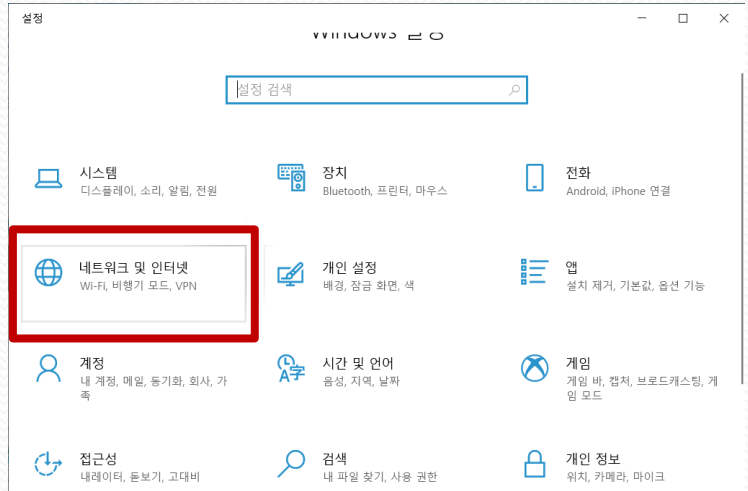 설정
Windows 설정
설정 검색
시스템
디스플레이, 소리, 알림, 전원
장치
Bluetooth, 프린터, 마우스
전화
Android, iPhone 연결
네트워크 및 인터넷
Wi-Fi, 비행기 모드, VPN
개인 설정
배경, 잠금 화면, 색
앱
설치 제거, 기본값, 옵션 기능
계정
내 계정, 메일, 동기화, 회사, 가
족
시간 및 언어
음성, 지역, 날짜
게임
게임 바, 캡처, 브로드캐스팅, 게
임 모드
접근성
내레이터, 돋보기, 고대비
검색
내 파일 찾기, 사용 권한
개인 정보
위치, 카메라, 마이크